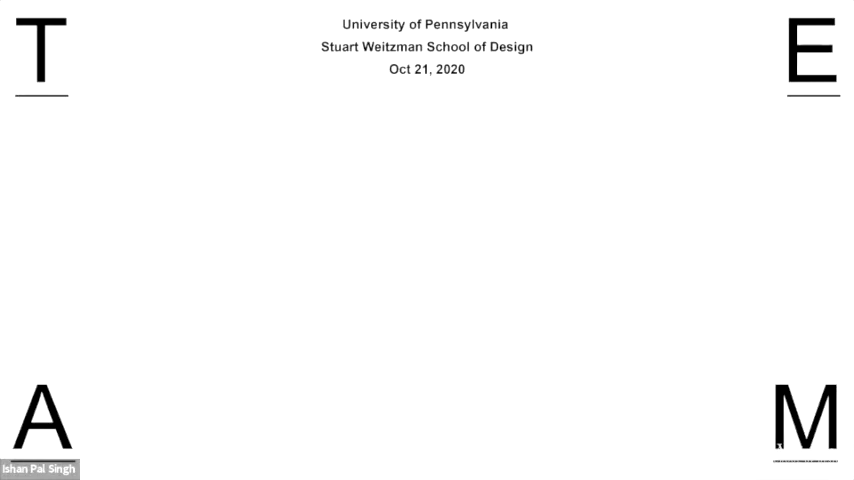 T
University of Pennsylvania
E
Stuart Weitzman School of Design
Oct 21, 2020
A
M
Ishan Pal Singh